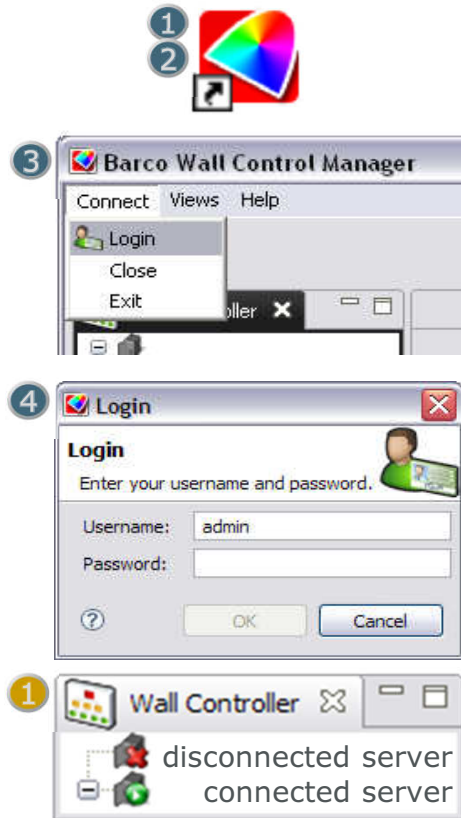 1
2
3 Barco Wall Control Manager
Connect Views Help
Login
Close
Exit
oller
4 Login
Login
Enter your username and password.
Username: admin
Password:
? OK Cancel
1 Wall Controller
disconnected server
connected server